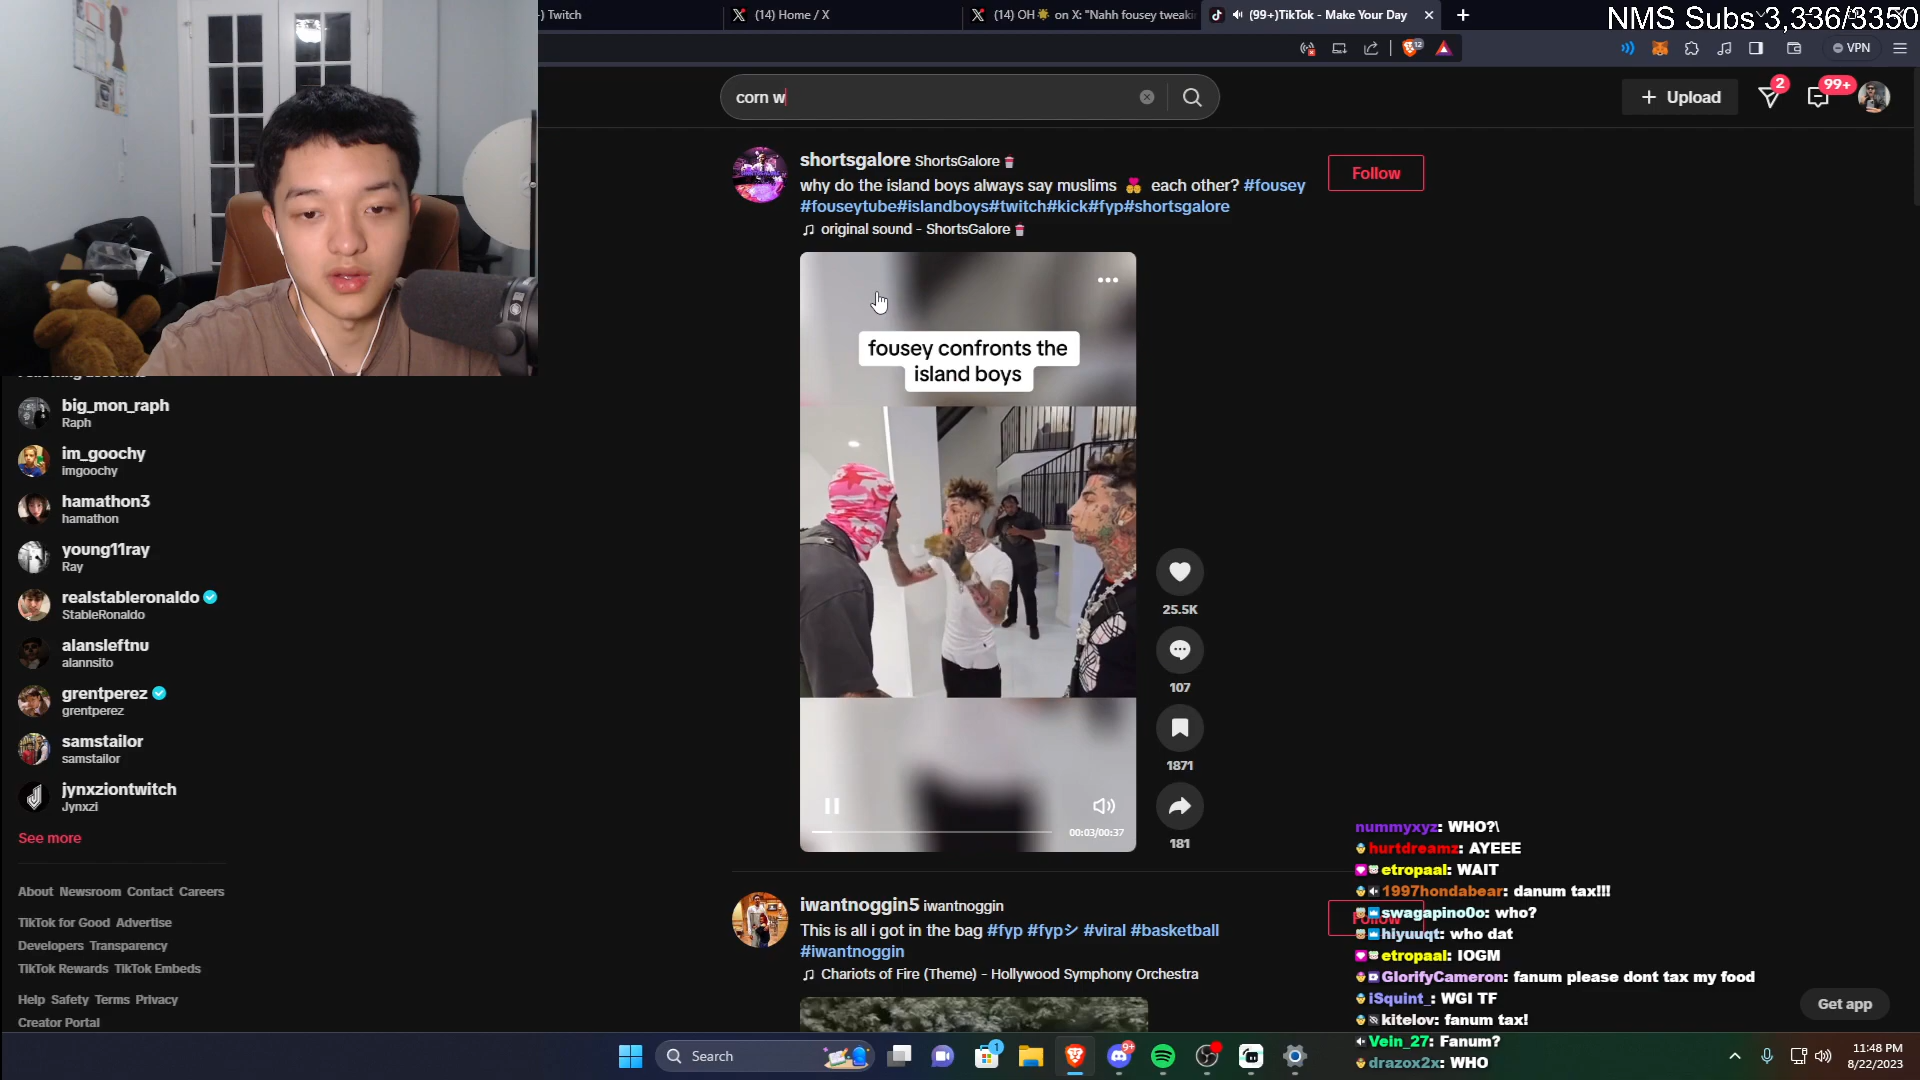 ) Twitch
(14) Home / X
(14) OH on X: "Nahh fousey tweaki
(99+)TikTok - Make Your Day
NMS Subs 3,336/3350
12
VPN
corn w
Upload
2
99+
shortsgalore ShortsGalore
why do the island boys always say muslims each other? #fousey
#fouseytube#islandboys#twitch#kick#fyp#shortsgalore
original sound - ShortsGalore
Follow
fousey confronts the
island boys
25.5K
107
1871
181
00:03/00:37
big_mon_raph
Raph
im_goochy
imgoochy
hamathon3
hamathon
young11ray
Ray
realstableronaldo
StableRonaldo
alansleftnu
alannsito
grentperez
grentperez
samstailor
samstailor
jynxziontwitch
Jynxzi
See more
About Newsroom Contact Careers
TikTok for Good Advertise
Developers Transparency
TikTok Rewards TikTok Embeds
Help Safety Terms Privacy
Creator Portal
iwantnoggin5 iwantnoggin
This is all i got in the bag #fyp #fypシ #viral #basketball
#iwantnoggin
Chariots of Fire (Theme) - Hollywood Symphony Orchestra
Follow
nummyxyz: WHO?\
hurtdreamz: AYEEE
etropaal: WAIT
1997hondabear: danum tax!!!
swagapino0o: who?
hiyuuqt: who dat
etropaal: IOGM
GlorifyCameron: fanum please dont tax my food
iSquint_: WGI TF
kitelov: fanum tax!
Vein_27: Fanum?
drazox2x: WHO
Get app
Search
1
9+
11:48 PM
8/22/2023